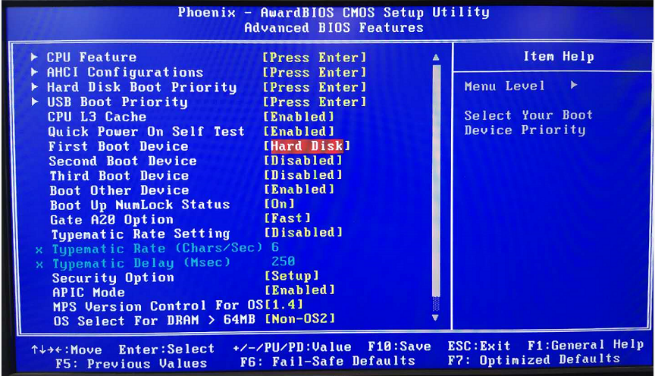 Phoenix - AwardBIOS CMOS Setup Utility
Advanced BIOS Features
CPU Feature [Press Enter]
AHCI Configurations [Press Enter]
Hard Disk Boot Priority [Press Enter]
USB Boot Priority [Press Enter]
CPU L3 Cache [Enabled]
Quick Power On Self Test [Enabled]
First Boot Device [Hard Disk]
Second Boot Device [Disabled]
Third Boot Device [Disabled]
Boot Other Device [Enabled]
Boot Up NumLock Status [On]
Gate A20 Option [Fast]
Typematic Rate Setting [Disabled]
x Typematic Rate (Chars/Sec) 6
x Typematic Delay (Msec) 250
Security Option [Setup]
APIC Mode [Enabled]
MPS Version Control For OS[1.4]
OS Select For DRAM > 64MB [Non-OS2]
Item Help
Menu Level
Select Your Boot
Device Priority
↑↓→←:Move Enter:Select +/-/PU/PD:Value F10:Save ESC:Exit F1:General Help
F5: Previous Values F6: Fail-Safe Defaults F7: Optimized Defaults